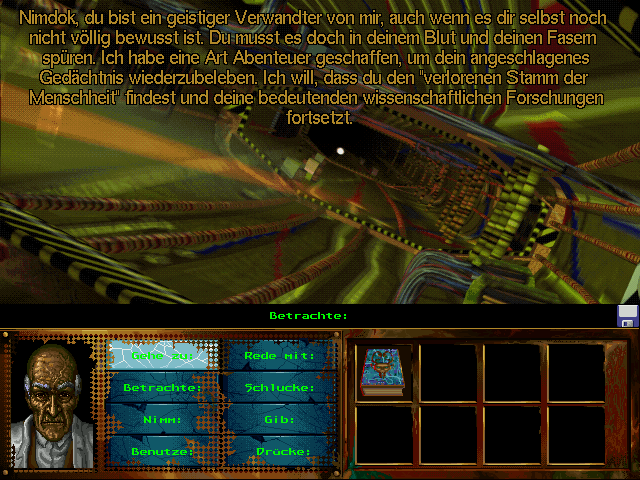 Nimdok, du bist ein geistiger Verwandter von mir, auch wenn es dir selbst noch
nicht völlig bewusst ist. Du musst es doch in deinem Blut und deinen Fasern
spüren. Ich habe eine Art Abenteuer geschaffen, um dein angeschlagenes
Gedächtnis wiederzubeleben. Ich will, dass du den "verlorenen Stamm der
Menschheit" findest und deine bedeutenden wissenschaftlichen Forschungen
fortsetzt.
Betrachte:
Gehe zu: Rede mit:
Betrachte: Schlucke:
Nimm: Gib:
Benutze: Drücke: